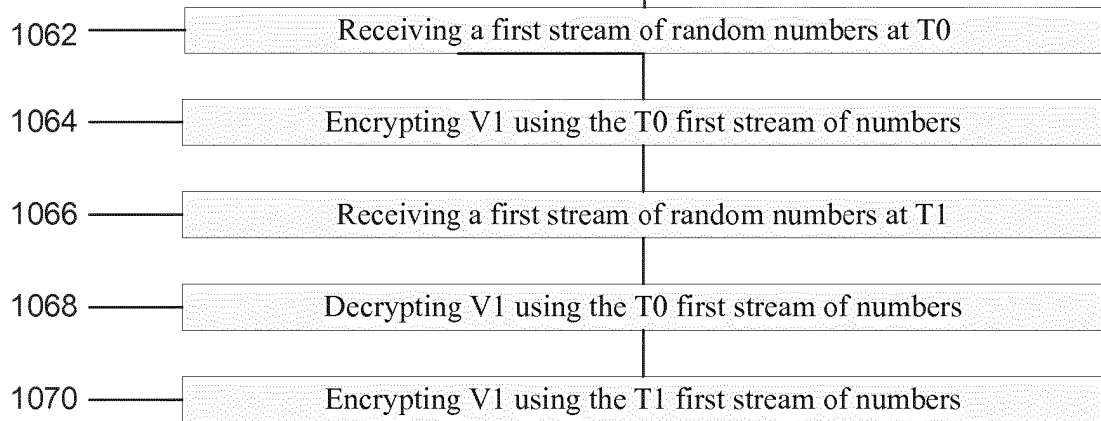 1062 Receiving a first stream of random numbers at T0
1064 Encrypting V1 using the T0 first stream of numbers
1066 Receiving a first stream of random numbers at T1
1068 Decrypting V1 using the T0 first stream of numbers
1070 Encrypting V1 using the T1 first stream of numbers